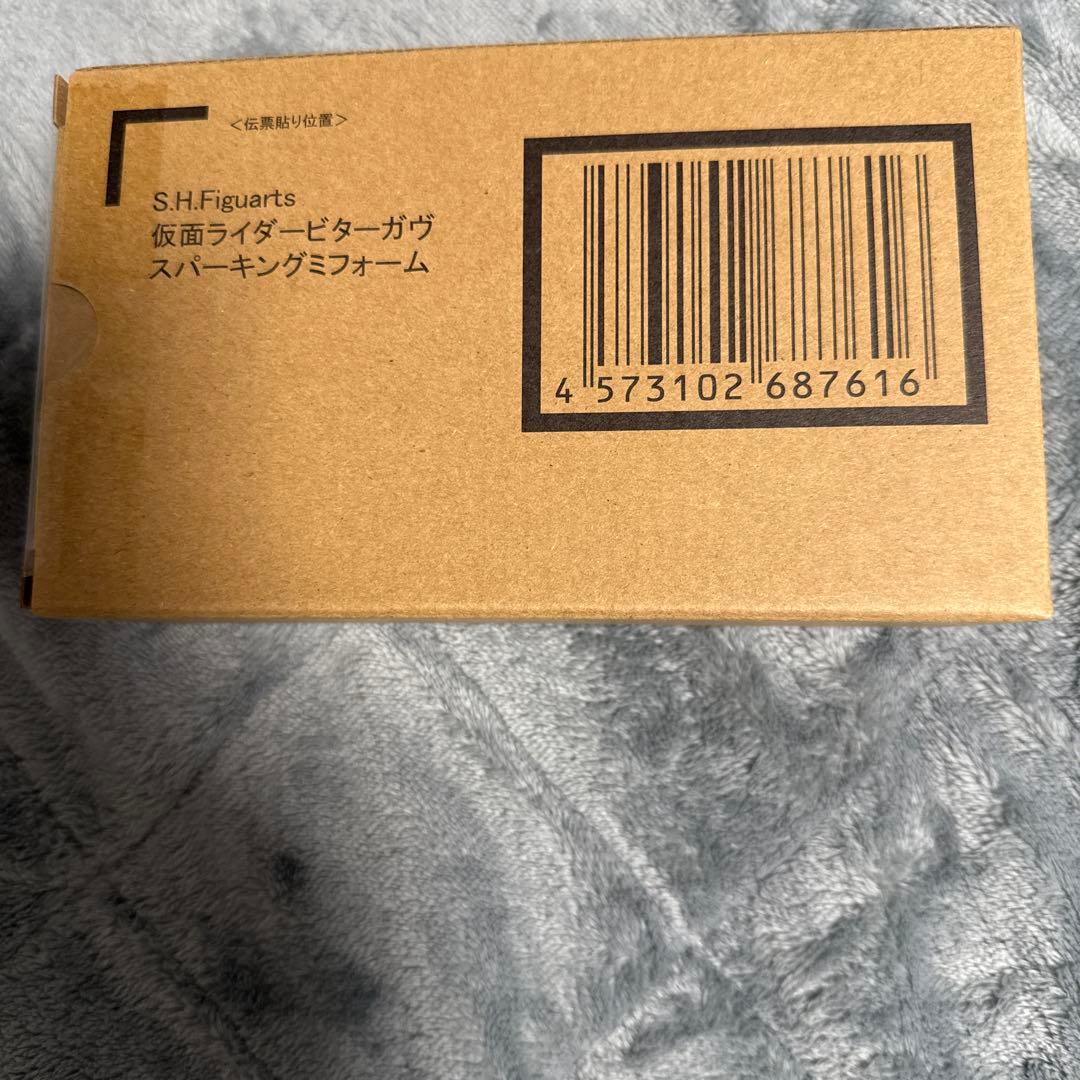 <伝票貼り位置>
S.H.Figuarts
仮面ライダービターガヴ
スパーキングミフォーム
4 573102 687616